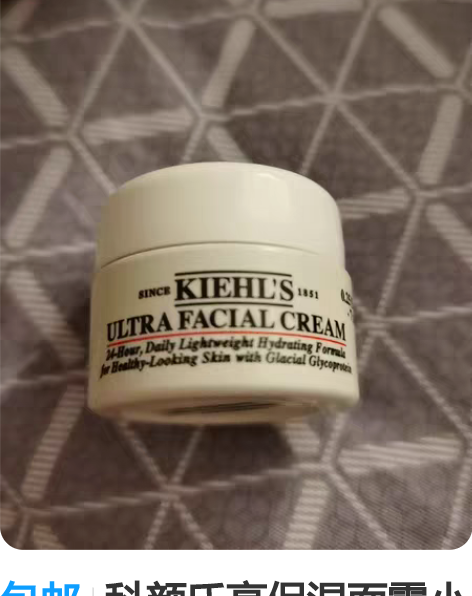 SINCE KIEHL'S 1851
ULTRA FACIAL CREAM
24-Hour, Daily Lightweight Hydrating Formula
for Healthy-Looking Skin with Glacial Glycoprotein
包邮 科颜氏高保湿面霜小